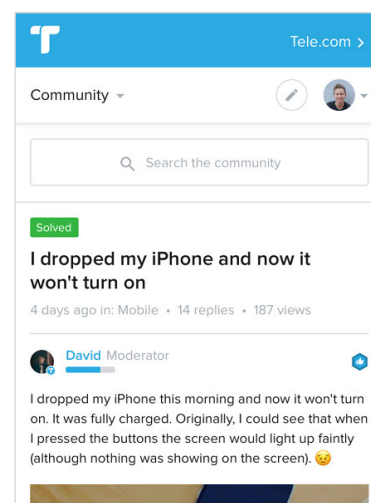 T
Tele.com >
Community
Search the community
Solved
I dropped my iPhone and now it
won't turn on
4 days ago in: Mobile • 14 replies • 187 views
David Moderator
I dropped my iPhone this morning and now it won't turn
on. It was fully charged. Originally, I could see that when
I pressed the buttons the screen would light up faintly
(although nothing was showing on the screen). 😣